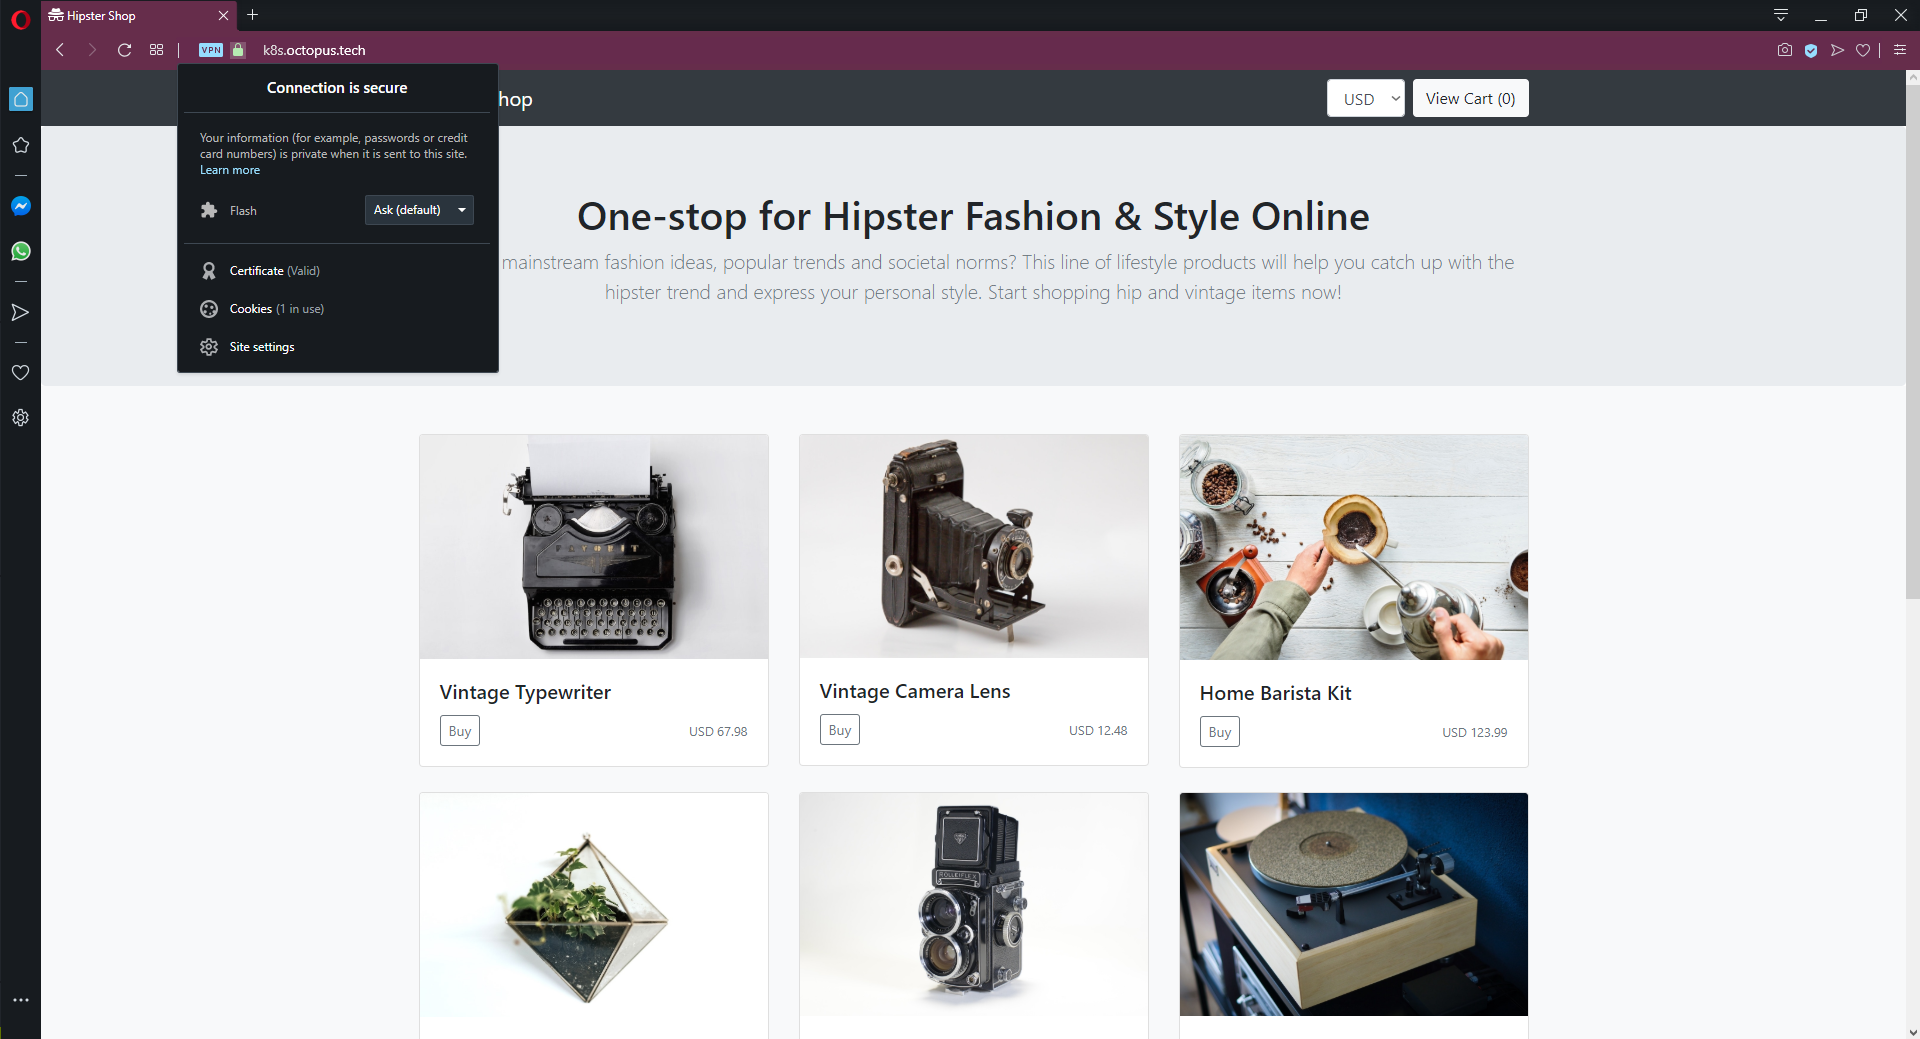 Hipster Shop
VPN
k8s.octopus.tech
Connection is secure
Your information (for example, passwords or credit
card numbers) is private when it is sent to this site.
Learn more
Flash
Ask (default)
Certificate (Valid)
Cookies (1 in use)
Site settings
hop
USD
View Cart (0)
One-stop for Hipster Fashion & Style Online
mainstream fashion ideas, popular trends and societal norms? This line of lifestyle products will help you catch up with the
hipster trend and express your personal style. Start shopping hip and vintage items now!
FAVORIT
Vintage Typewriter
Buy
USD 67.98
Vintage Camera Lens
Buy
USD 12.48
Home Barista Kit
Buy
USD 123.99
ROLLEIFLEX